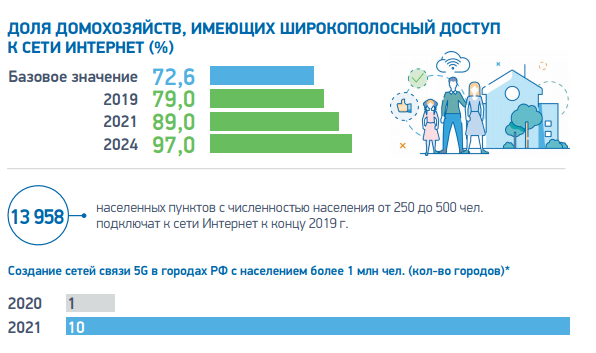 ДОЛЯ ДОМОХОЗЯЙСТВ, ИМЕЮЩИХ ШИРОКОПОЛОСНЫЙ ДОСТУП
К СЕТИ ИНТЕРНЕТ (%)
Базовое значение 72,6
2019 79,0
2021 89,0
2024 97,0
13 958
населенных пунктов с численностью населения от 250 до 500 чел.
подключат к сети Интернет к концу 2019 г.
Создание сетей связи 5G в городах РФ с населением более 1 млн чел. (кол-во городов)*
2020 1
2021 10